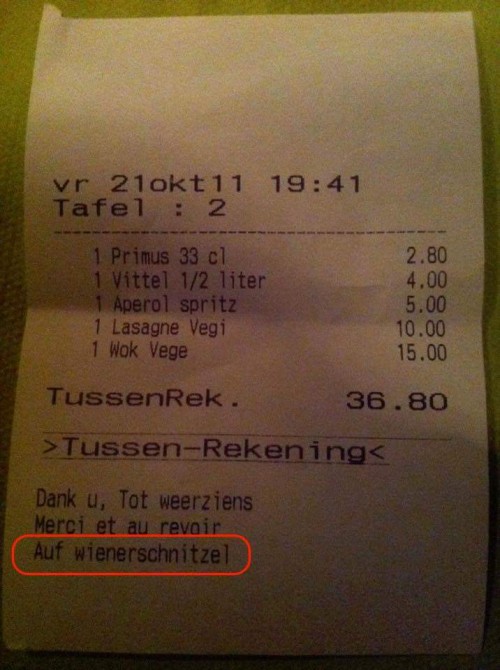 vr 21okt11 19:41
Tafel : 2
1 Primus 33 cl 2.80
1 Vittel 1/2 liter 4.00
1 Aperol spritz 5.00
1 Lasagne Vegi 10.00
1 Wok Vege 15.00
TussenRek. 36.80
>Tussen-Rekening<
Dank u, Tot weerziens
Merci et au revoir
Auf wienerschnitzel